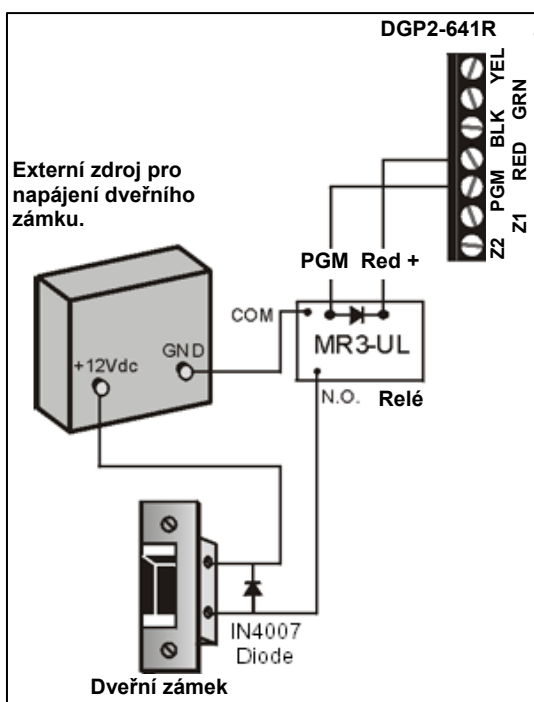 DGP2-641R
YEL
GRN
BLK
RED
PGM
Z1
Z2
Externí zdroj pro
napájení dveřního
zámku.
PGM Red +
COM
MR3-UL
GND
+12Vdc
N.O. Relé
IN4007
Diode
Dveřní zámek